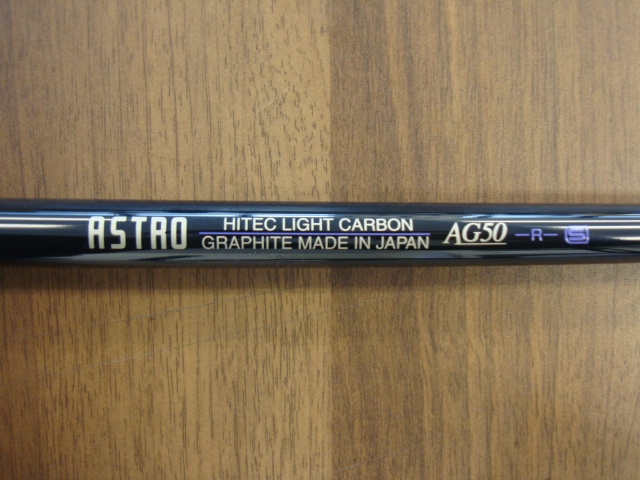 ASTRO
HITEC LIGHT CARBON
GRAPHITE MADE IN JAPAN
AG50
-R-